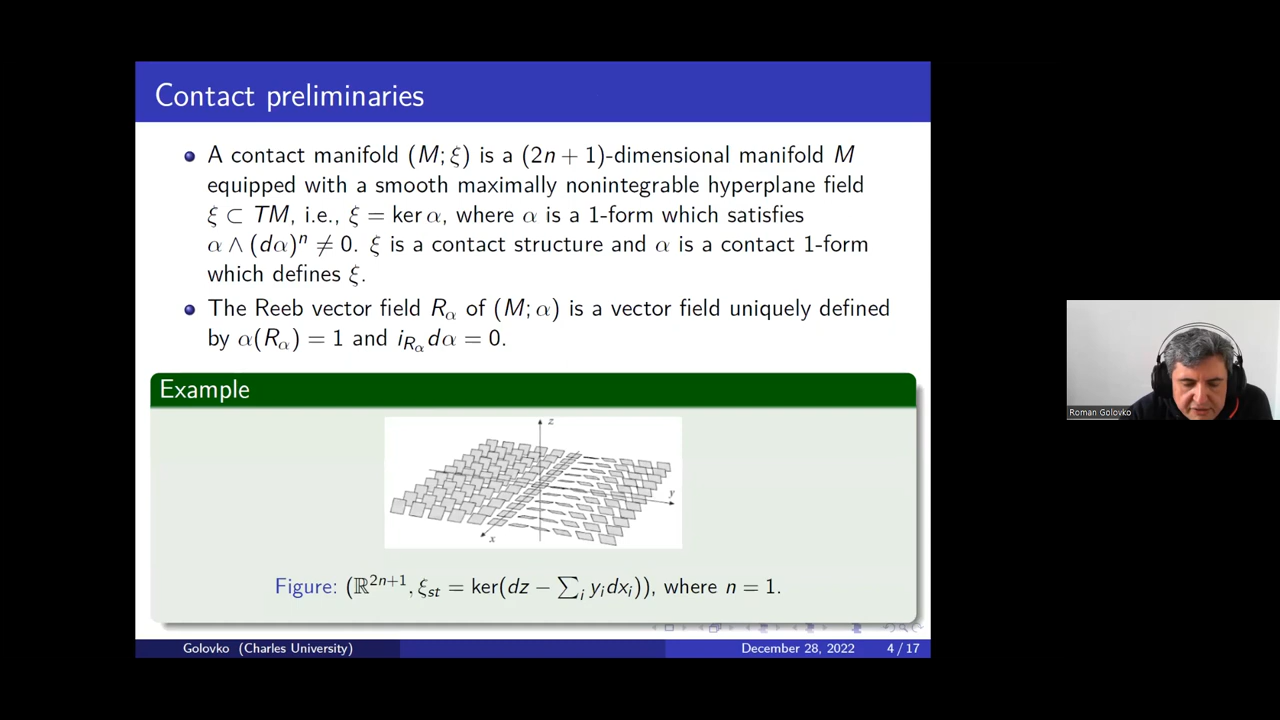 Contact preliminaries
A contact manifold (M; ξ) is a (2n + 1)-dimensional manifold M
equipped with a smooth maximally nonintegrable hyperplane field
ξ ⊂ TM, i.e., ξ = ker α, where α is a 1-form which satisfies
α ∧ (dα)ⁿ ≠ 0. ξ is a contact structure and α is a contact 1-form
which defines ξ.
The Reeb vector field R_α of (M; α) is a vector field uniquely defined
by α(R_α) = 1 and i_{R_α} dα = 0.
Example
z
y
x
Figure: (ℝ²ⁿ⁺¹, ξ_st = ker(dz − ∑_i y_i dx_i)), where n = 1.
Golovko (Charles University)
December 28, 2022
4 / 17
Roman Golovko